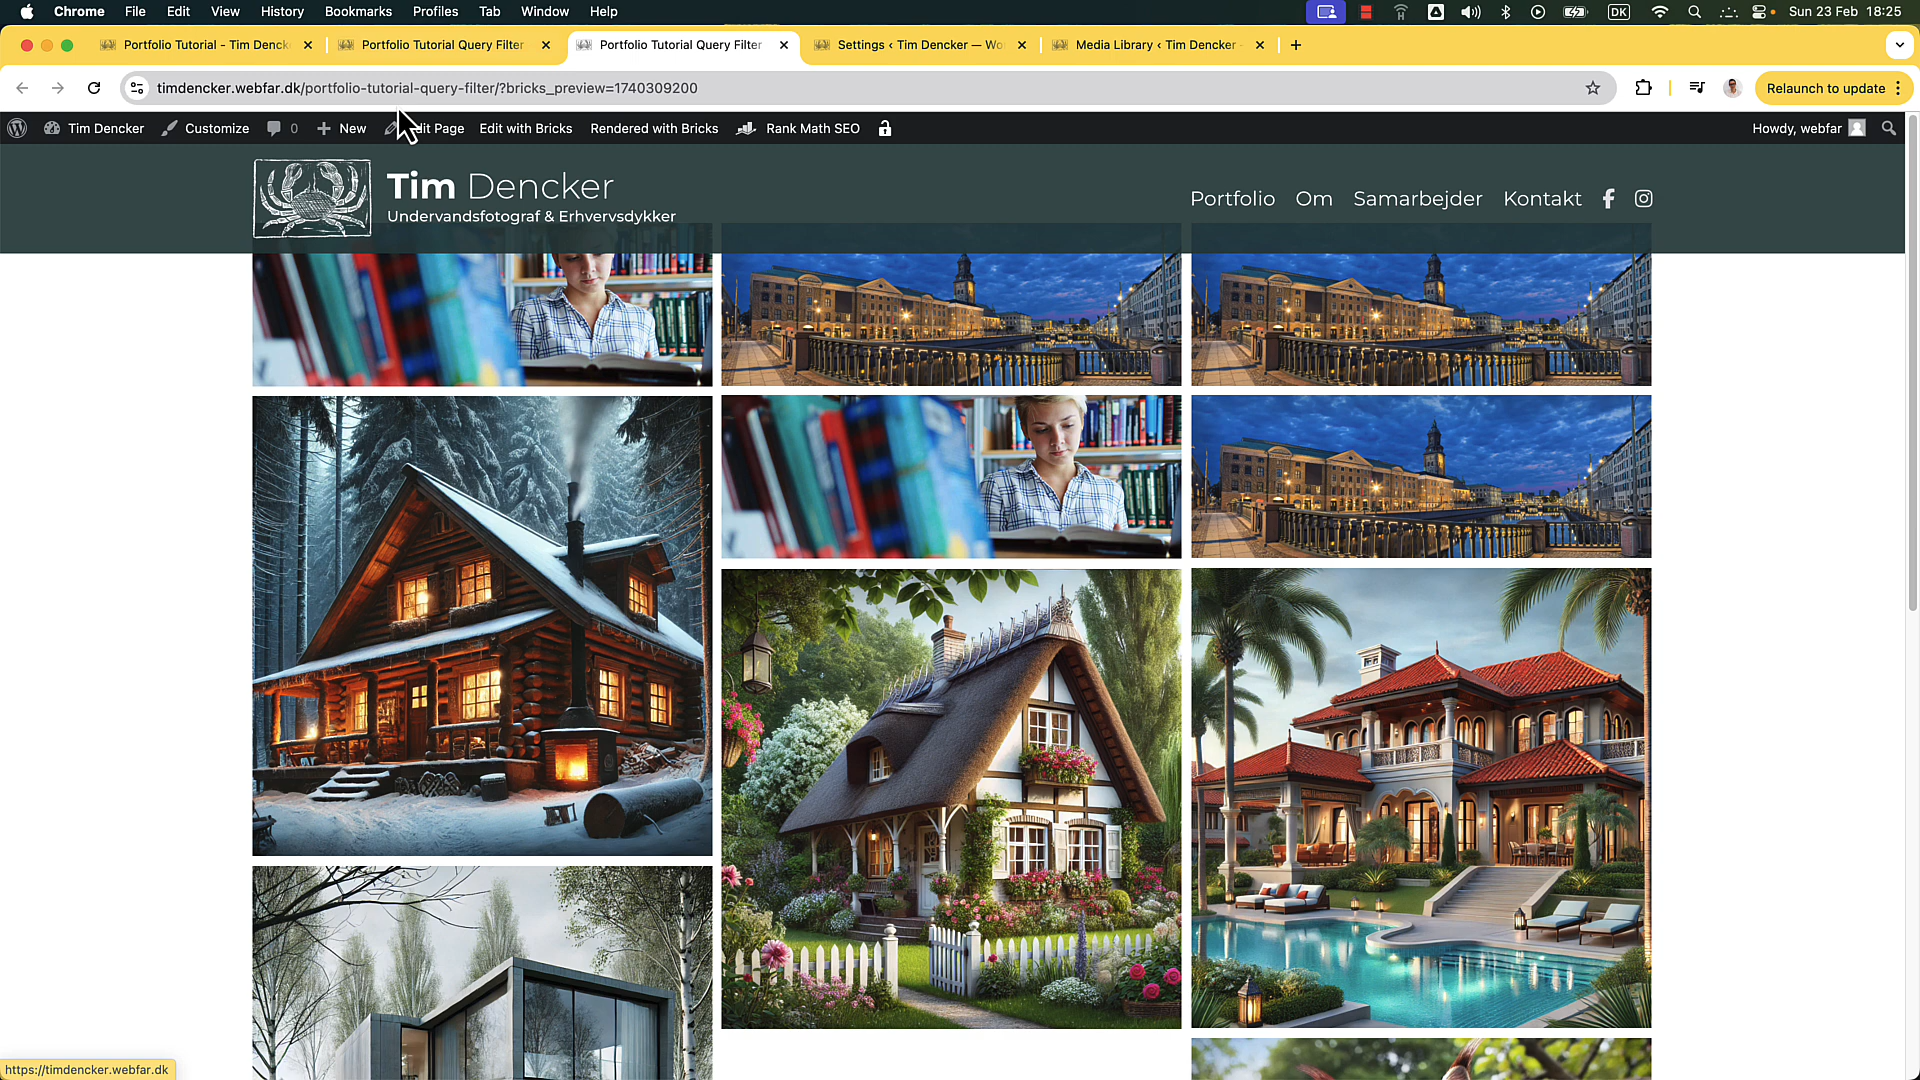 Chrome File Edit View History Bookmarks Profiles Tab Window Help DK Sun 23 Feb 18:25
Portfolio Tutorial - Tim Denck Portfolio Tutorial Query Filter Portfolio Tutorial Query Filter Settings ‹ Tim Dencker — Wo Media Library ‹ Tim Dencker
timdencker.webfar.dk/portfolio-tutorial-query-filter/?bricks_preview=1740309200 Relaunch to update
Tim Dencker Customize 0 New dit Page Edit with Bricks Rendered with Bricks Rank Math SEO Howdy, webfar
Tim Dencker
Undervandsfotograf & Erhvervsdykker
Portfolio Om Samarbejder Kontakt
https://timdencker.webfar.dk